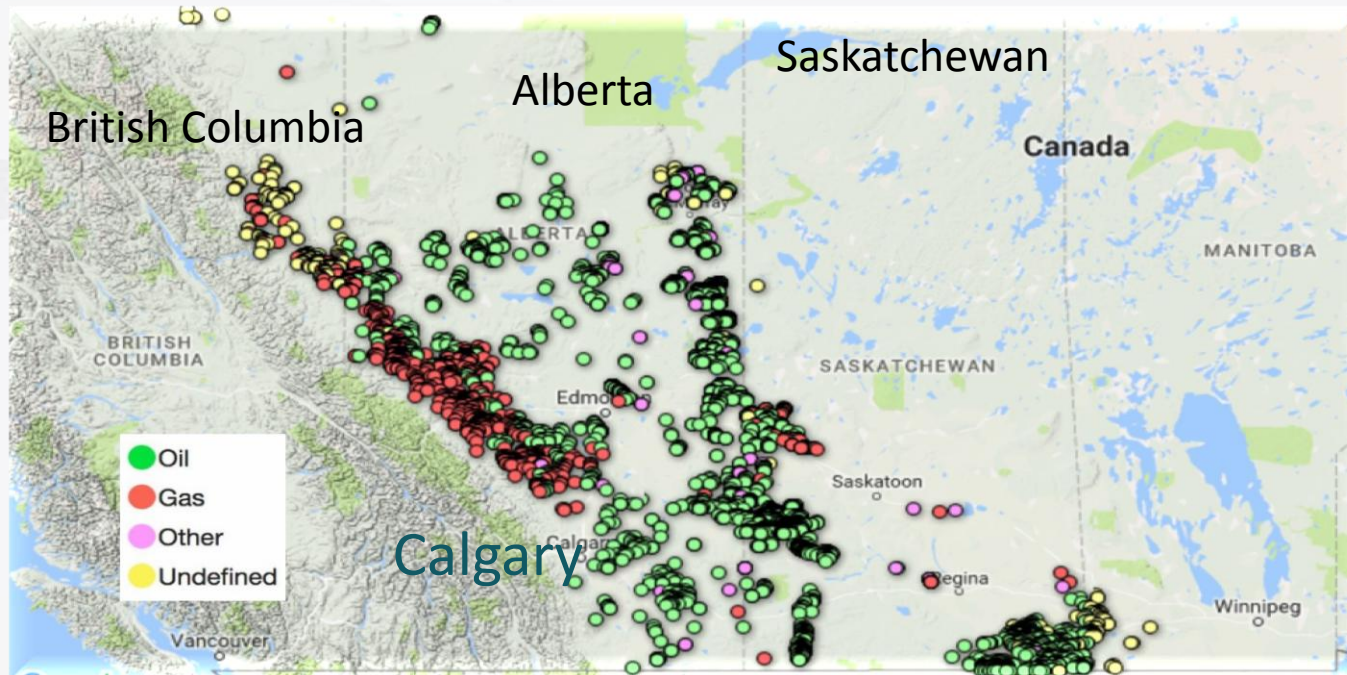 Saskatchewan
Alberta
British Columbia
Canada
ALBERTA
MANITOBA
BRITISH
COLUMBIA
SASKATCHEWAN
Oil
Gas
Other
Undefined
Saskatoon
Calgary
Regina
Winnipeg
Vancouver